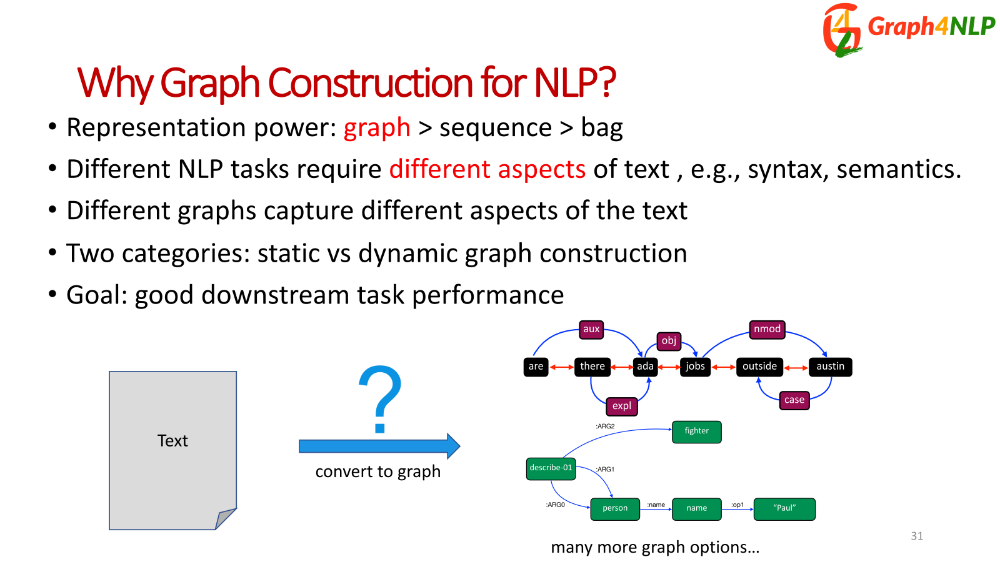 Graph4NLP
Why Graph Construction for NLP?
• Representation power: graph > sequence > bag
• Different NLP tasks require different aspects of text , e.g., syntax, semantics.
• Different graphs capture different aspects of the text
• Two categories: static vs dynamic graph construction
• Goal: good downstream task performance
Text
?
convert to graph
aux
obj
nmod
are there ada jobs outside austin
expl
case
:ARG2
fighter
describe-01
:ARG1
:ARG0
person
:name
name
:op1
“Paul”
many more graph options...
31